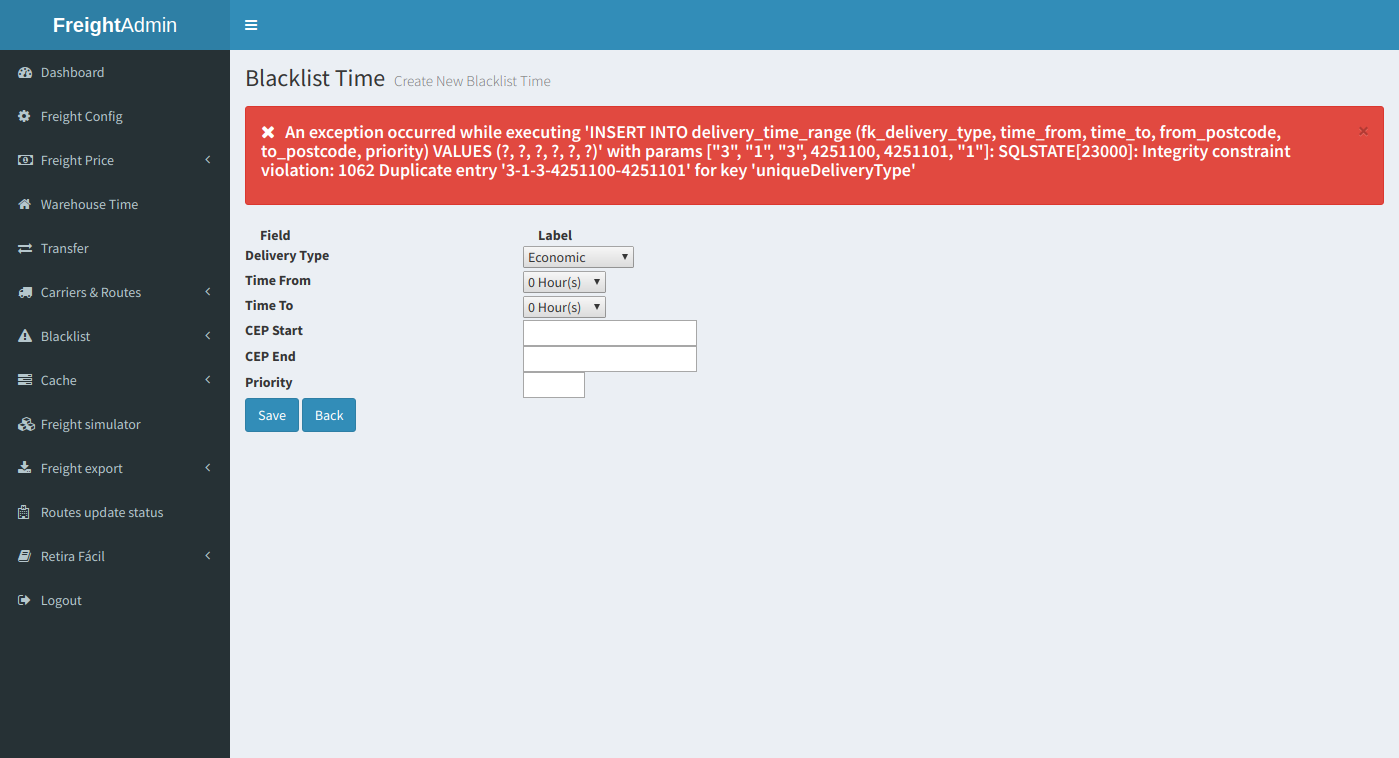 FreightAdmin
Dashboard
Freight Config
Freight Price
Warehouse Time
Transfer
Carriers & Routes
Blacklist
Cache
Freight simulator
Freight export
Routes update status
Retira Fácil
Logout
Blacklist Time Create New Blacklist Time
An exception occurred while executing 'INSERT INTO delivery_time_range (fk_delivery_type, time_from, time_to, from_postcode,
to_postcode, priority) VALUES (?, ?, ?, ?, ?, ?)' with params ["3", "1", "3", 4251100, 4251101, "1"]: SQLSTATE[23000]: Integrity constraint
violation: 1062 Duplicate entry '3-1-3-4251100-4251101' for key 'uniqueDeliveryType'
×
Field Label
Delivery Type Economic
Time From 0 Hour(s)
Time To 0 Hour(s)
CEP Start
CEP End
Priority
Save Back